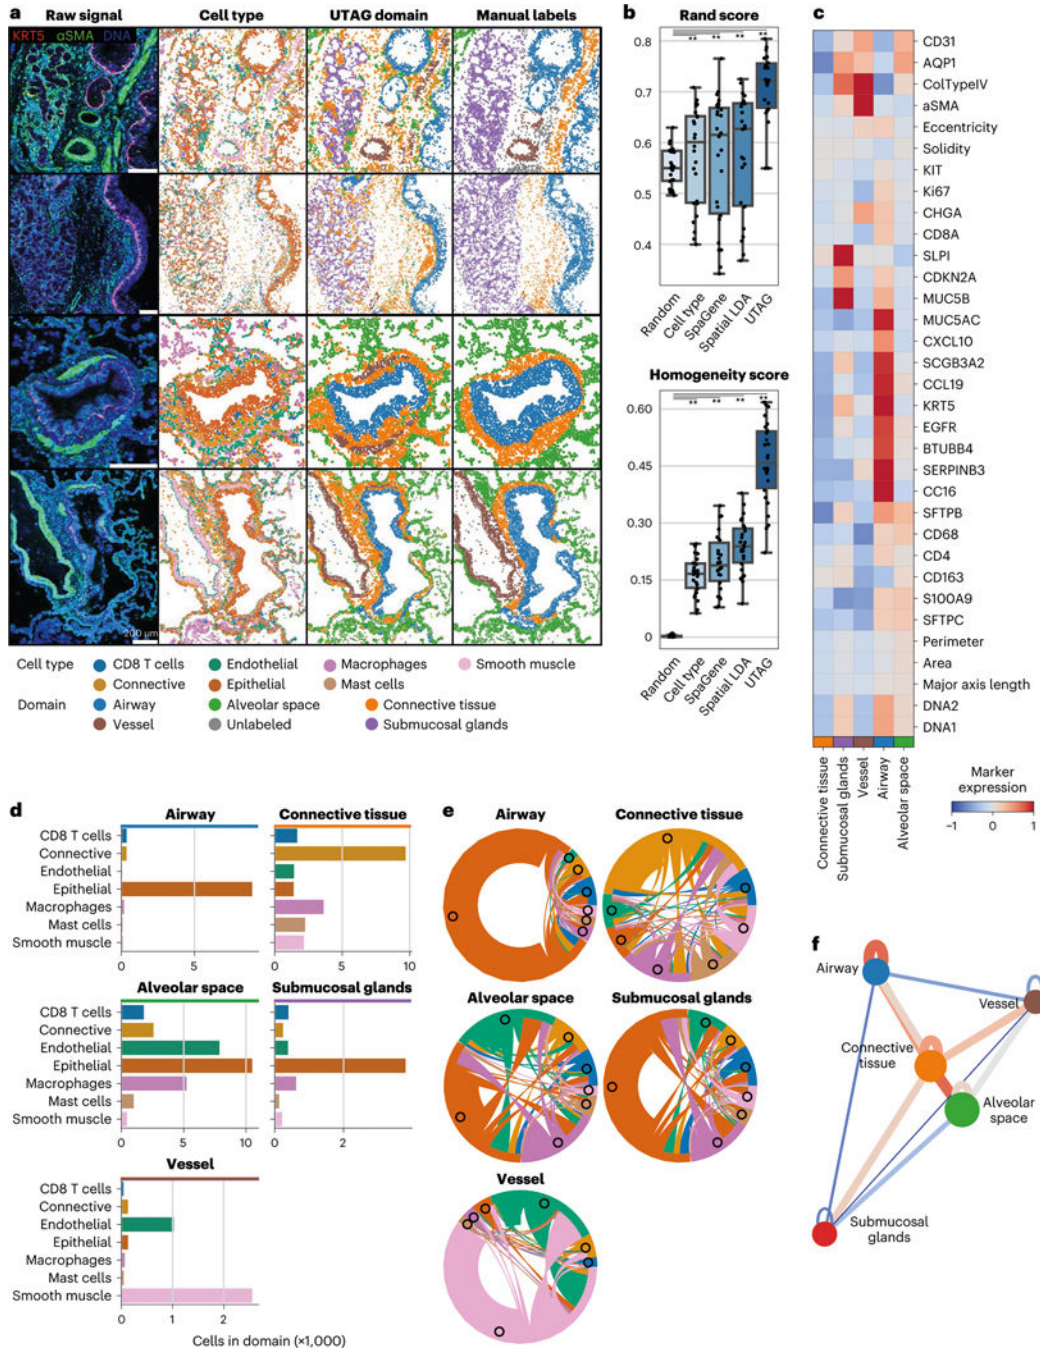 a
Raw signal Cell type UTAG domain Manual labels
KRT5 αSMA DNA
200 μm
Cell type
CD8 T cells Endothelial Macrophages Smooth muscle
Connective Epithelial Mast cells
Domain
Airway Alveolar space Connective tissue
Vessel Unlabeled Submucosal glands
b
Rand score
** ** ** **
0.8
0.7
0.6
0.5
0.4
Random Cell type SpaGene Spatial LDA UTAG
Homogeneity score
** ** ** **
0.60
0.45
0.30
0.15
0
Random Cell type SpaGene Spatial LDA UTAG
c
CD31
AQP1
ColTypeIV
aSMA
Eccentricity
Solidity
KIT
Ki67
CHGA
CD8A
SLPI
CDKN2A
MUC5B
MUC5AC
CXCL10
SCGB3A2
CCL19
KRT5
EGFR
BTUBB4
SERPINB3
CC16
SFTPB
CD68
CD4
CD163
S100A9
SFTPC
Perimeter
Area
Major axis length
DNA2
DNA1
Connective tissue Submucosal glands Vessel Airway Alveolar space
Marker
expression
−1 0 1
d
Airway Connective tissue
CD8 T cells
Connective
Endothelial
Epithelial
Macrophages
Mast cells
Smooth muscle
0 5 0 5 10
Alveolar space Submucosal glands
CD8 T cells
Connective
Endothelial
Epithelial
Macrophages
Mast cells
Smooth muscle
0 5 10 0 2
Vessel
CD8 T cells
Connective
Endothelial
Epithelial
Macrophages
Mast cells
Smooth muscle
0 1 2
Cells in domain (×1,000)
e
Airway Connective tissue
Alveolar space Submucosal glands
Vessel
f
Airway
Vessel
Connective
tissue
Alveolar
space
Submucosal
glands